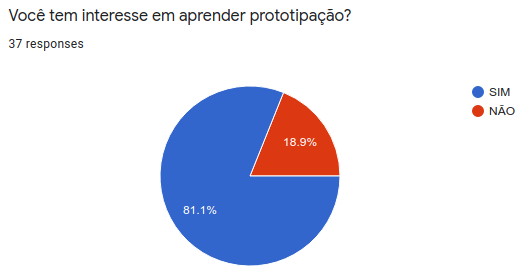 Você tem interesse em aprender prototipação?
37 responses
SIM
NÃO
18.9%
81.1%